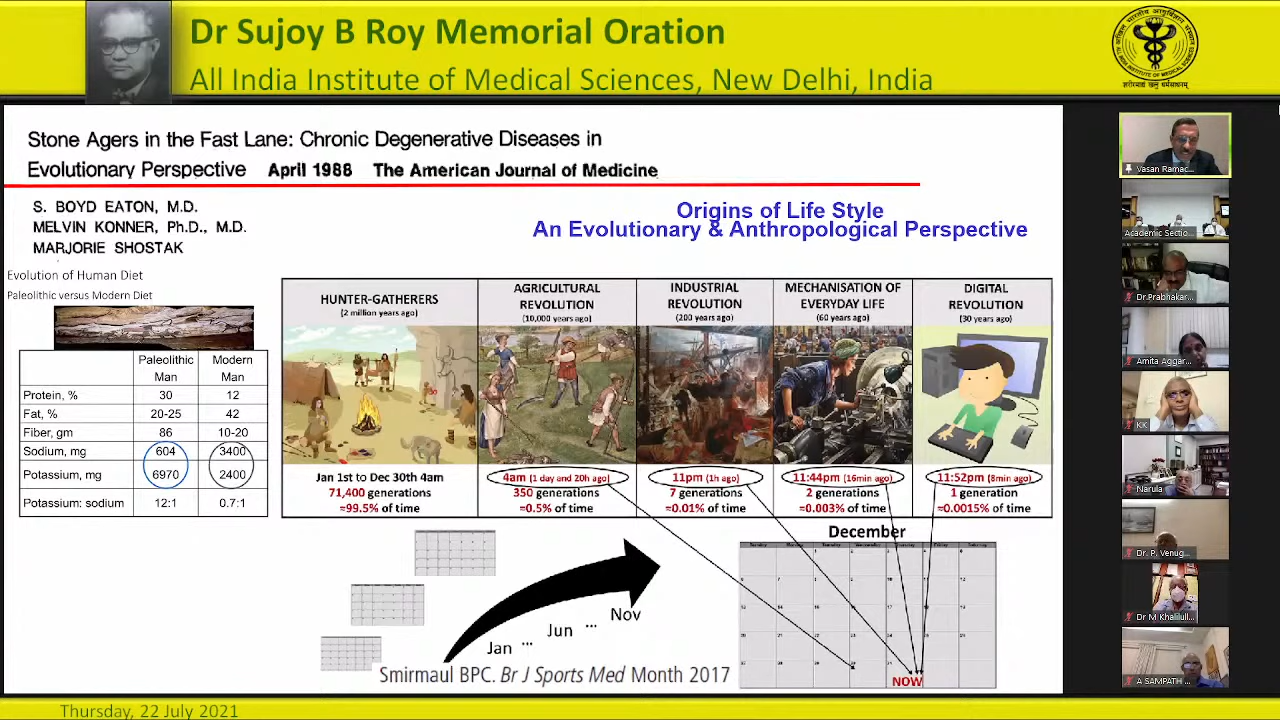 Dr Sujoy B Roy Memorial Oration
All India Institute of Medical Sciences, New Delhi, India
Stone Agers in the Fast Lane: Chronic Degenerative Diseases in
Evolutionary Perspective April 1988 The American Journal of Medicine
S. BOYD EATON, M.D.
MELVIN KONNER, Ph.D., M.D.
MARJORIE SHOSTAK
Origins of Life Style
An Evolutionary & Anthropological Perspective
Evolution of Human Diet
Paleolithic versus Modern Diet
Paleolithic Man Modern Man
Protein, % 30 12
Fat, % 20-25 42
Fiber, gm 86 10-20
Sodium, mg 604 3400
Potassium, mg 6970 2400
Potassium: sodium 12:1 0.7:1
HUNTER-GATHERERS
(2 million years ago)
Jan 1st to Dec 30th 4am
71,400 generations
≈99.5% of time
AGRICULTURAL
REVOLUTION
(10,000 years ago)
4am (1 day and 20h ago)
350 generations
≈0.5% of time
INDUSTRIAL
REVOLUTION
(200 years ago)
11pm (1h ago)
7 generations
≈0.01% of time
MECHANISATION OF
EVERYDAY LIFE
(60 years ago)
11:44pm (16min ago)
2 generations
≈0.003% of time
DIGITAL
REVOLUTION
(30 years ago)
11:52pm (8min ago)
1 generation
≈0.0015% of time
December
NOW
Jan ... Jun ... Nov
Smirmaul BPC. Br J Sports Med Month 2017
Vasan Ramac...
Academic Sectio...
Dr.Prabhakar...
Amita Aggar...
KK
Narula
Dr. P. Venug...
Dr M Khalilull...
A SAMPATH ...
Thursday, 22 July 2021